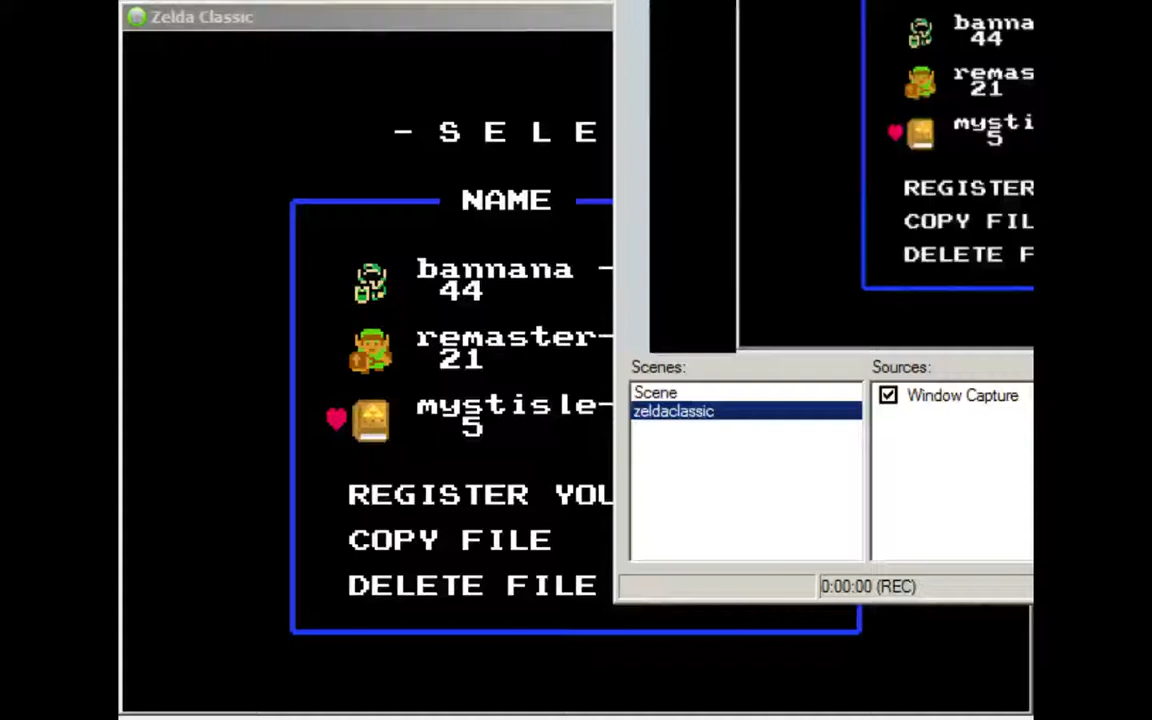 Zelda Classic
- S E L E
NAME
bannana -
44
remaster-
21
mystisle-
5
REGISTER YOU
COPY FILE
DELETE FILE
banna
44
remas
21
mysti
5
REGISTER
COPY FIL
DELETE F
Scenes:
Scene
zeldaclassic
Sources:
Window Capture
0:00:00 (REC)